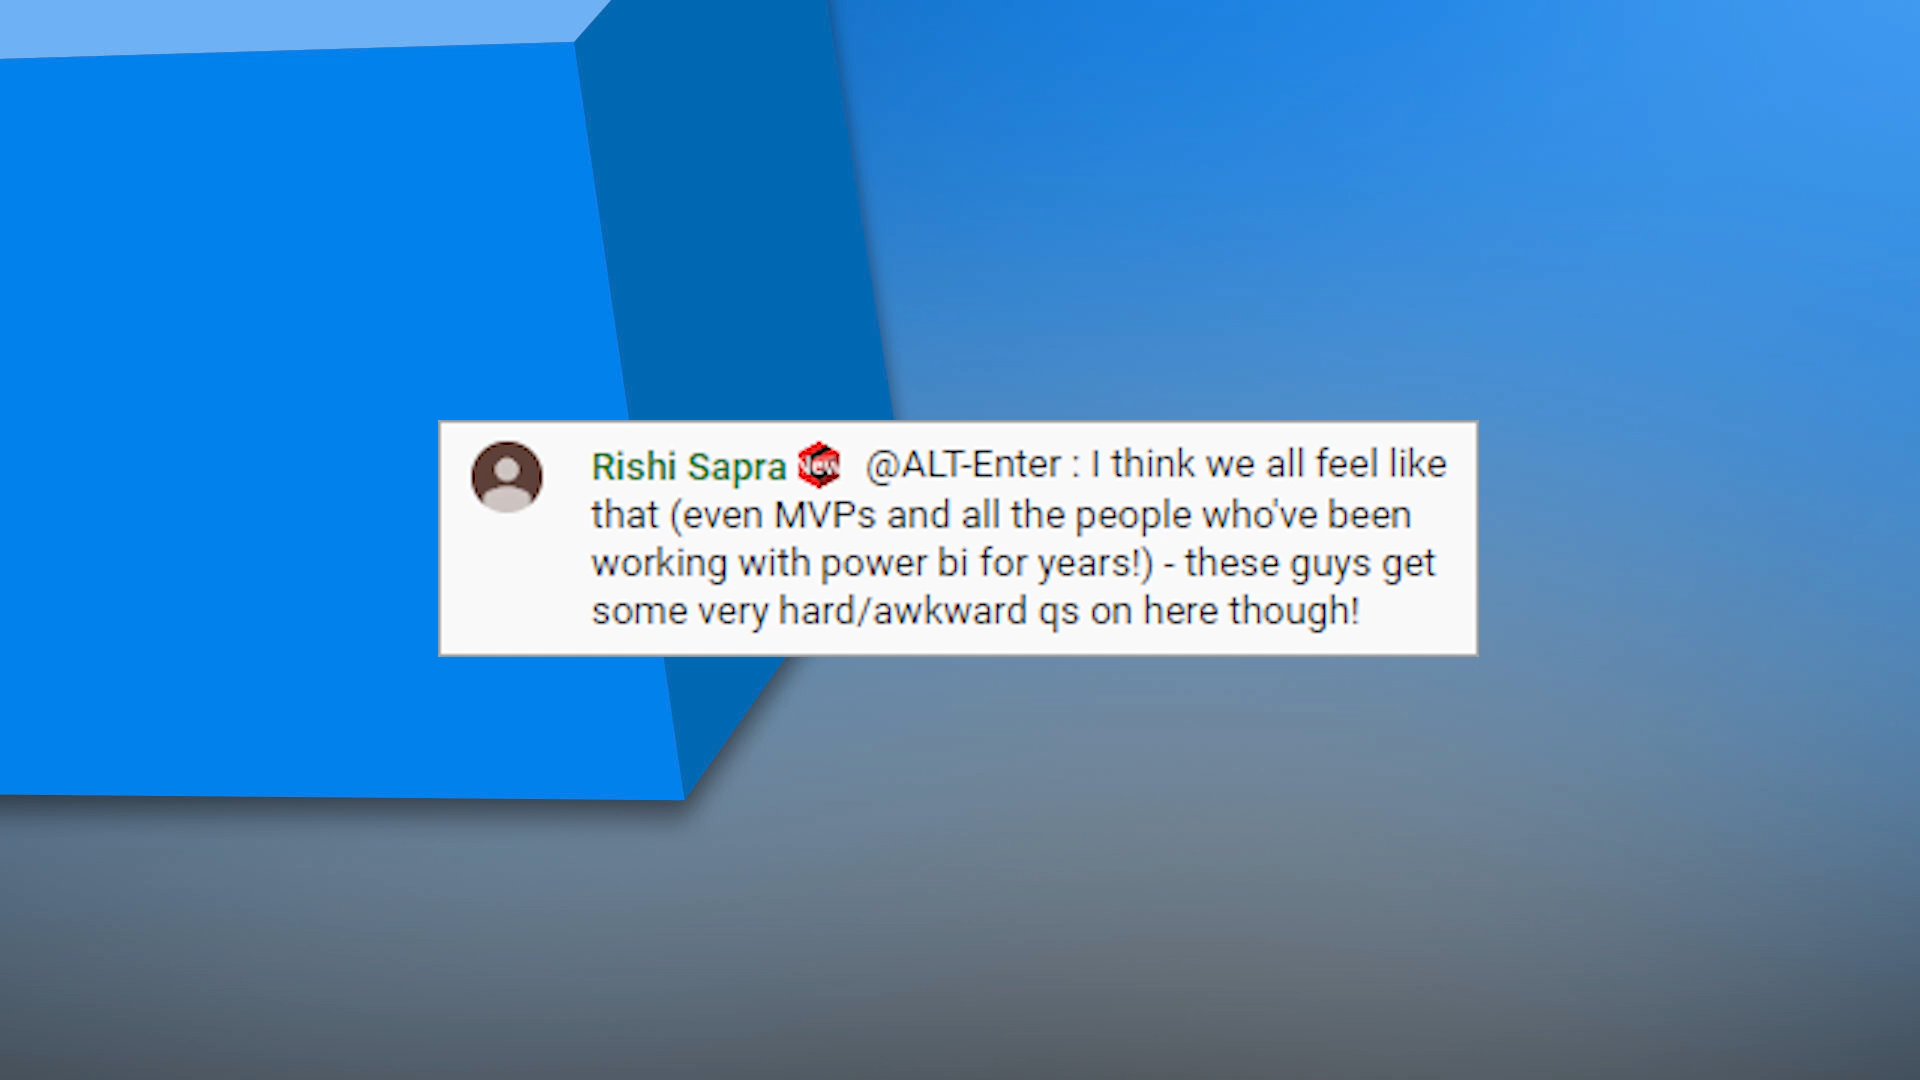 Rishi Sapra New @ALT-Enter : I think we all feel like
that (even MVPs and all the people who've been
working with power bi for years!) - these guys get
some very hard/awkward qs on here though!